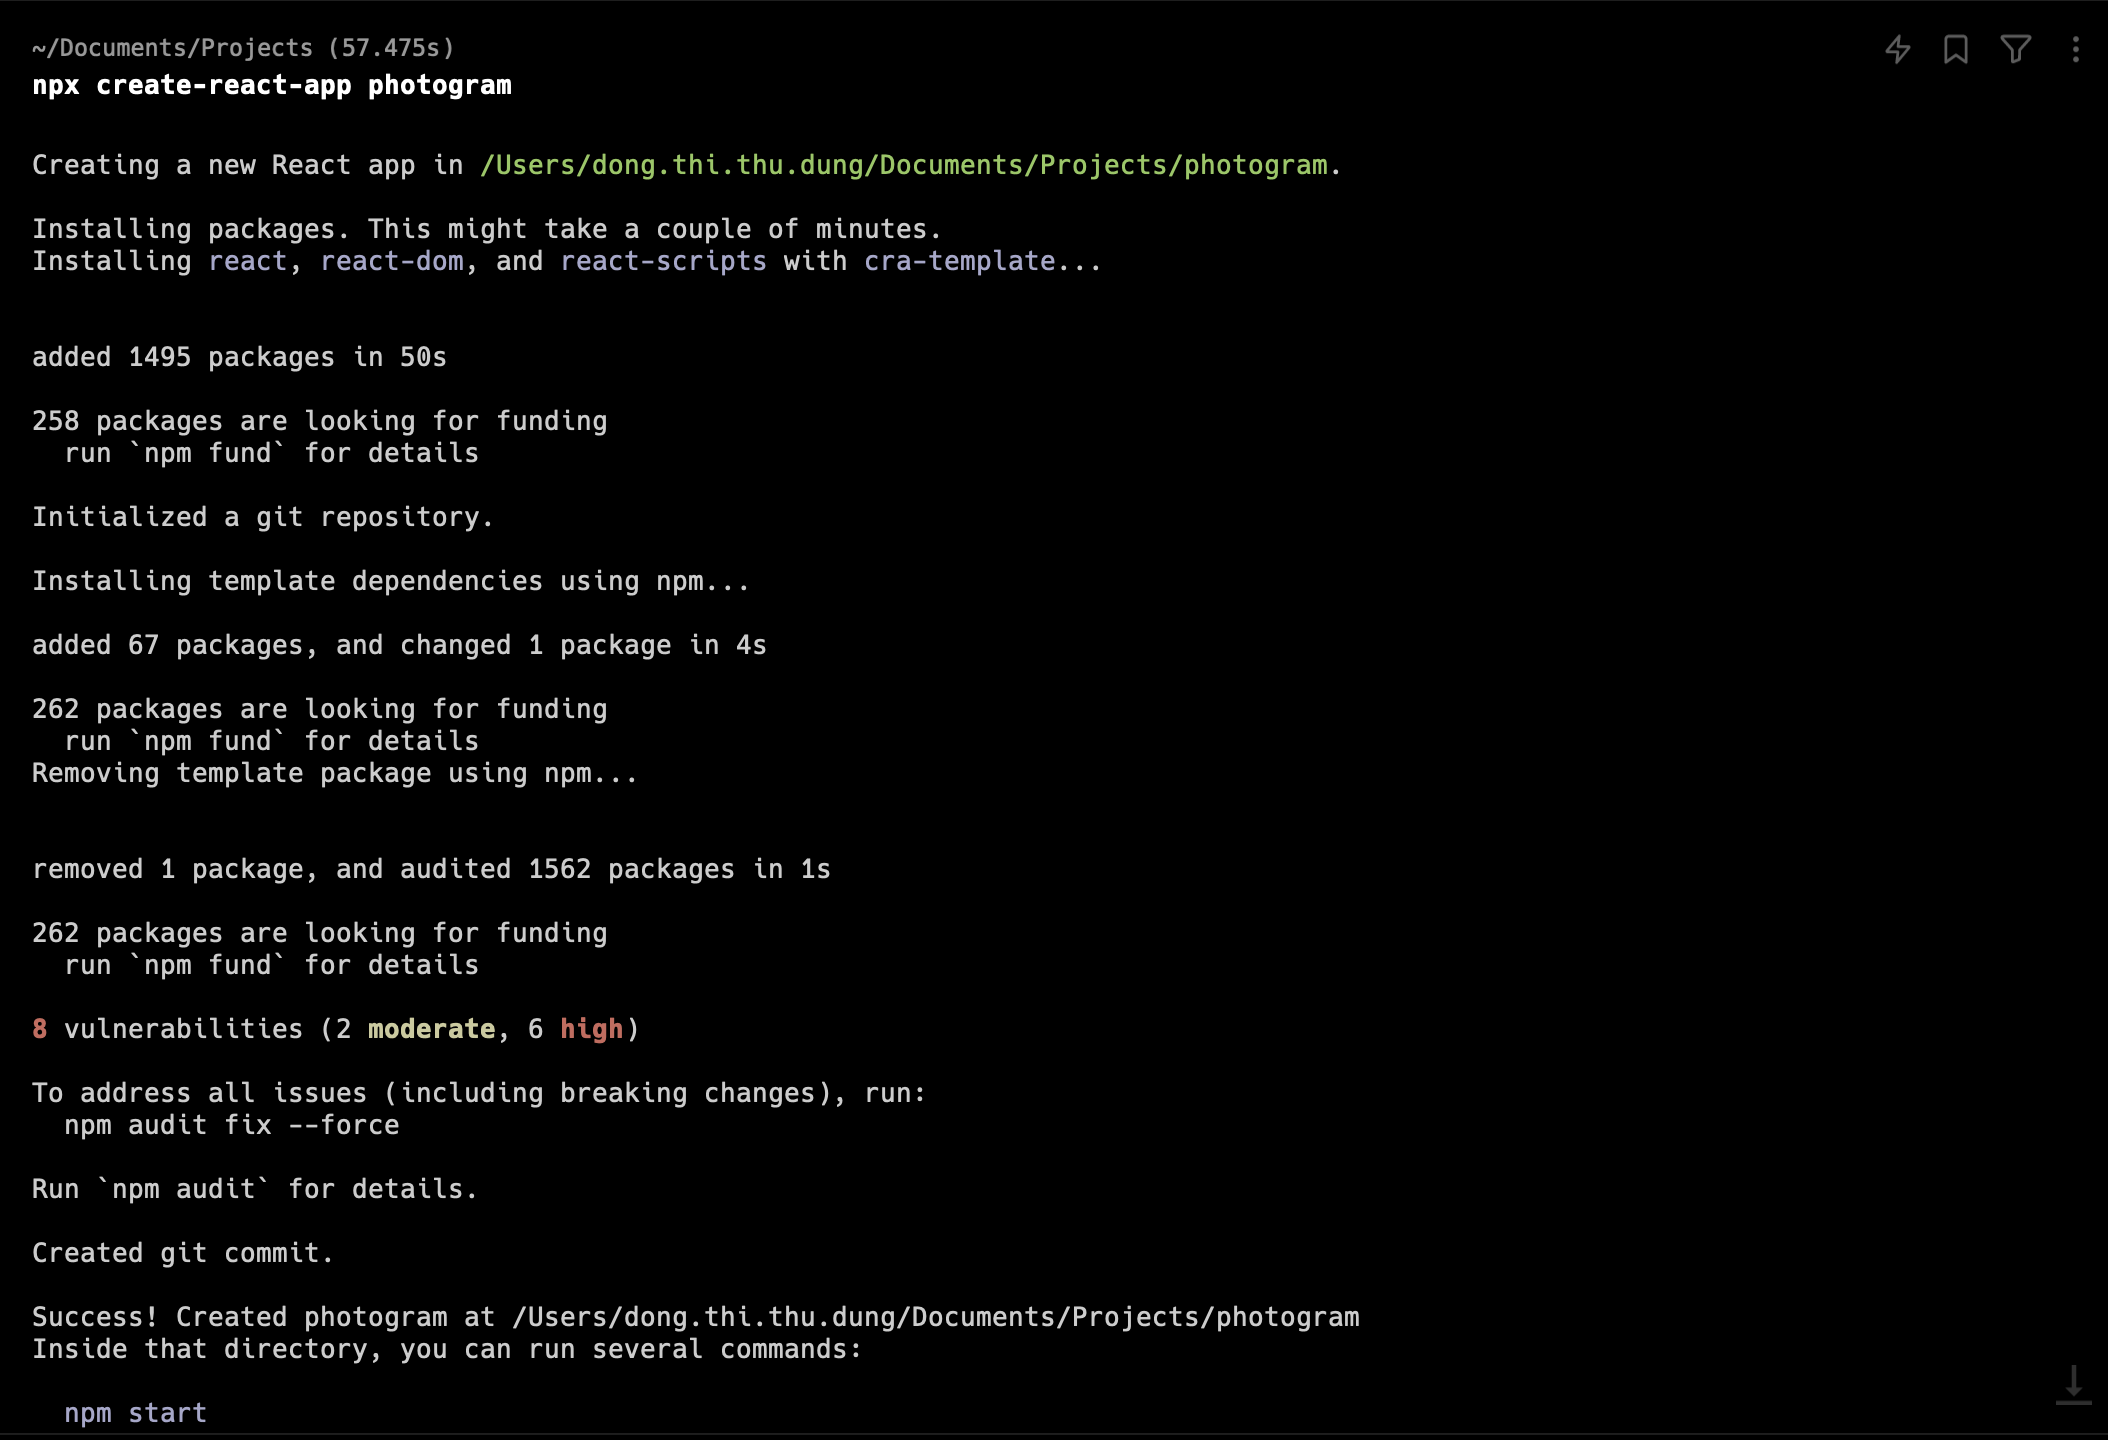 ~/Documents/Projects (57.475s)
npx create-react-app photogram
Creating a new React app in /Users/dong.thi.thu.dung/Documents/Projects/photogram.
Installing packages. This might take a couple of minutes.
Installing react, react-dom, and react-scripts with cra-template...
added 1495 packages in 50s
258 packages are looking for funding
  run `npm fund` for details
Initialized a git repository.
Installing template dependencies using npm...
added 67 packages, and changed 1 package in 4s
262 packages are looking for funding
  run `npm fund` for details
Removing template package using npm...
removed 1 package, and audited 1562 packages in 1s
262 packages are looking for funding
  run `npm fund` for details
8 vulnerabilities (2 moderate, 6 high)
To address all issues (including breaking changes), run:
  npm audit fix --force
Run `npm audit` for details.
Created git commit.
Success! Created photogram at /Users/dong.thi.thu.dung/Documents/Projects/photogram
Inside that directory, you can run several commands:
  npm start